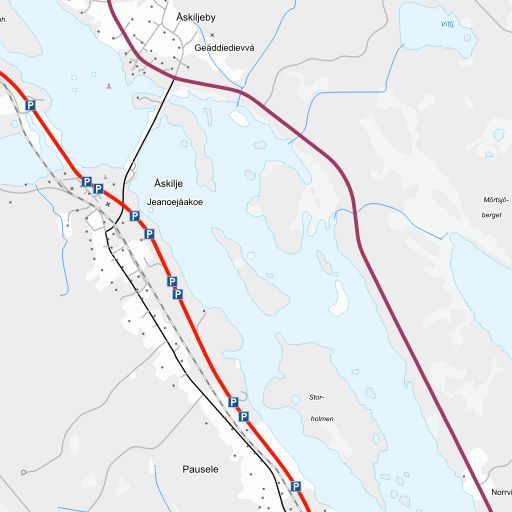 Åskiljeby
Geäddiedievvá
Vittj.
P
P
P
Åskilje
Jeanoejåakoe
P
P
Mörtsjö-
berget
P
P
Stor-
holmen
P
P
Pausele
P
Norrvi